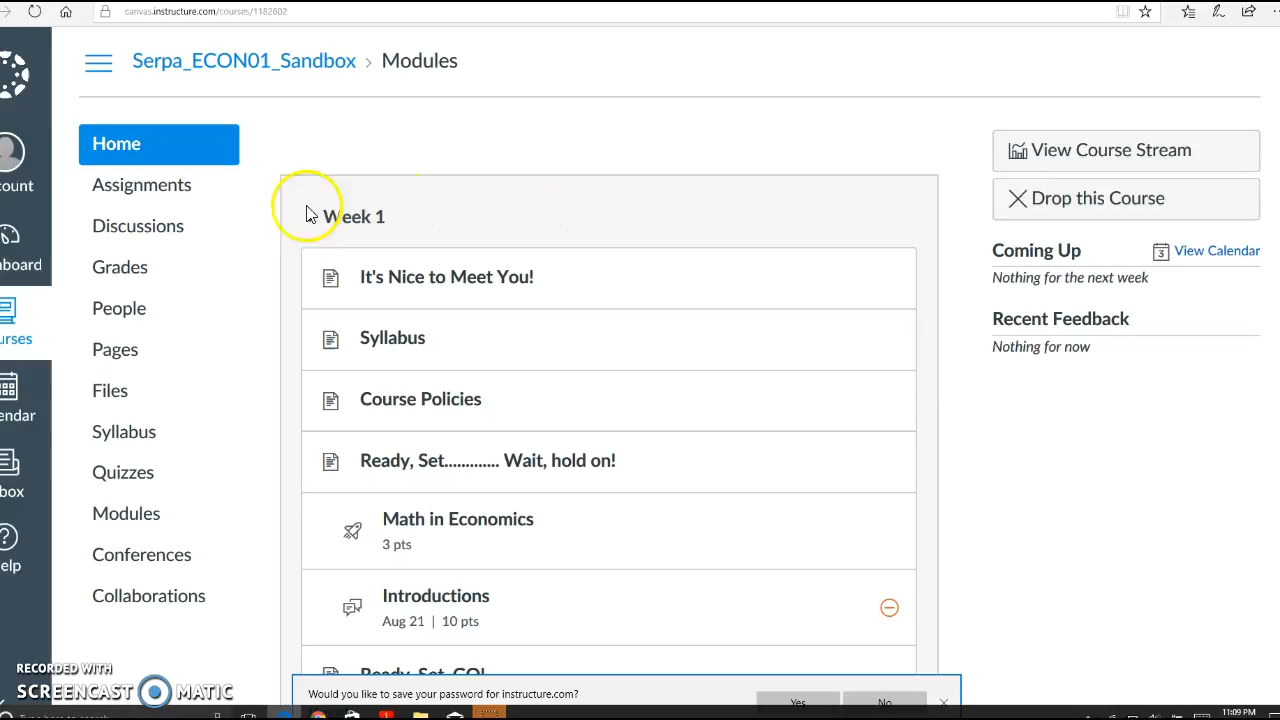 canvas.instructure.com/courses/1182602
Serpa_ECON01_Sandbox > Modules
Home
Assignments
Discussions
Grades
People
Pages
Files
Syllabus
Quizzes
Modules
Conferences
Collaborations
count
board
urses
endar
box
elp
Week 1
It's Nice to Meet You!
Syllabus
Course Policies
Ready, Set............. Wait, hold on!
Math in Economics
3 pts
Introductions
Aug 21 | 10 pts
Ready, Set, GO!
View Course Stream
Drop this Course
Coming Up
3 View Calendar
Nothing for the next week
Recent Feedback
Nothing for now
Would you like to save your password for instructure.com?
Yes
No
RECORDED WITH
SCREENCAST MATIC
11:09 PM